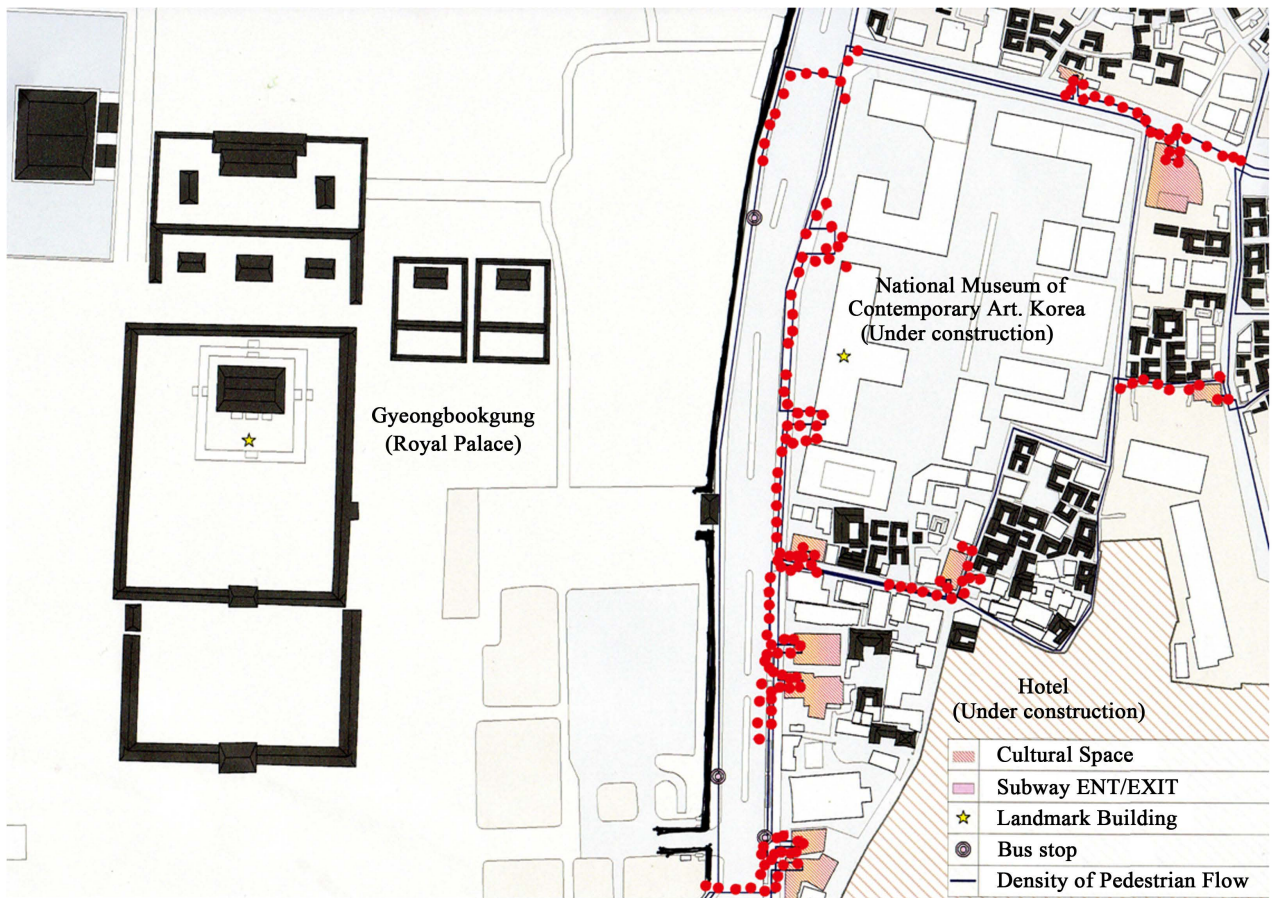 National Museum of
Contemporary Art. Korea
(Under construction)
Gyeongbookgung
(Royal Palace)
Hotel
(Under construction)
Cultural Space
Subway ENT/EXIT
Landmark Building
Bus stop
Density of Pedestrian Flow